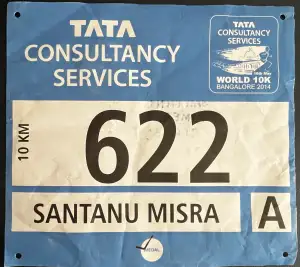 TATA
CONSULTANCY
SERVICES
TATA
CONSULTANCY
SERVICES
WORLD 10K
BANGALORE 2014
10 KM
622
SANTANU MISRA
A